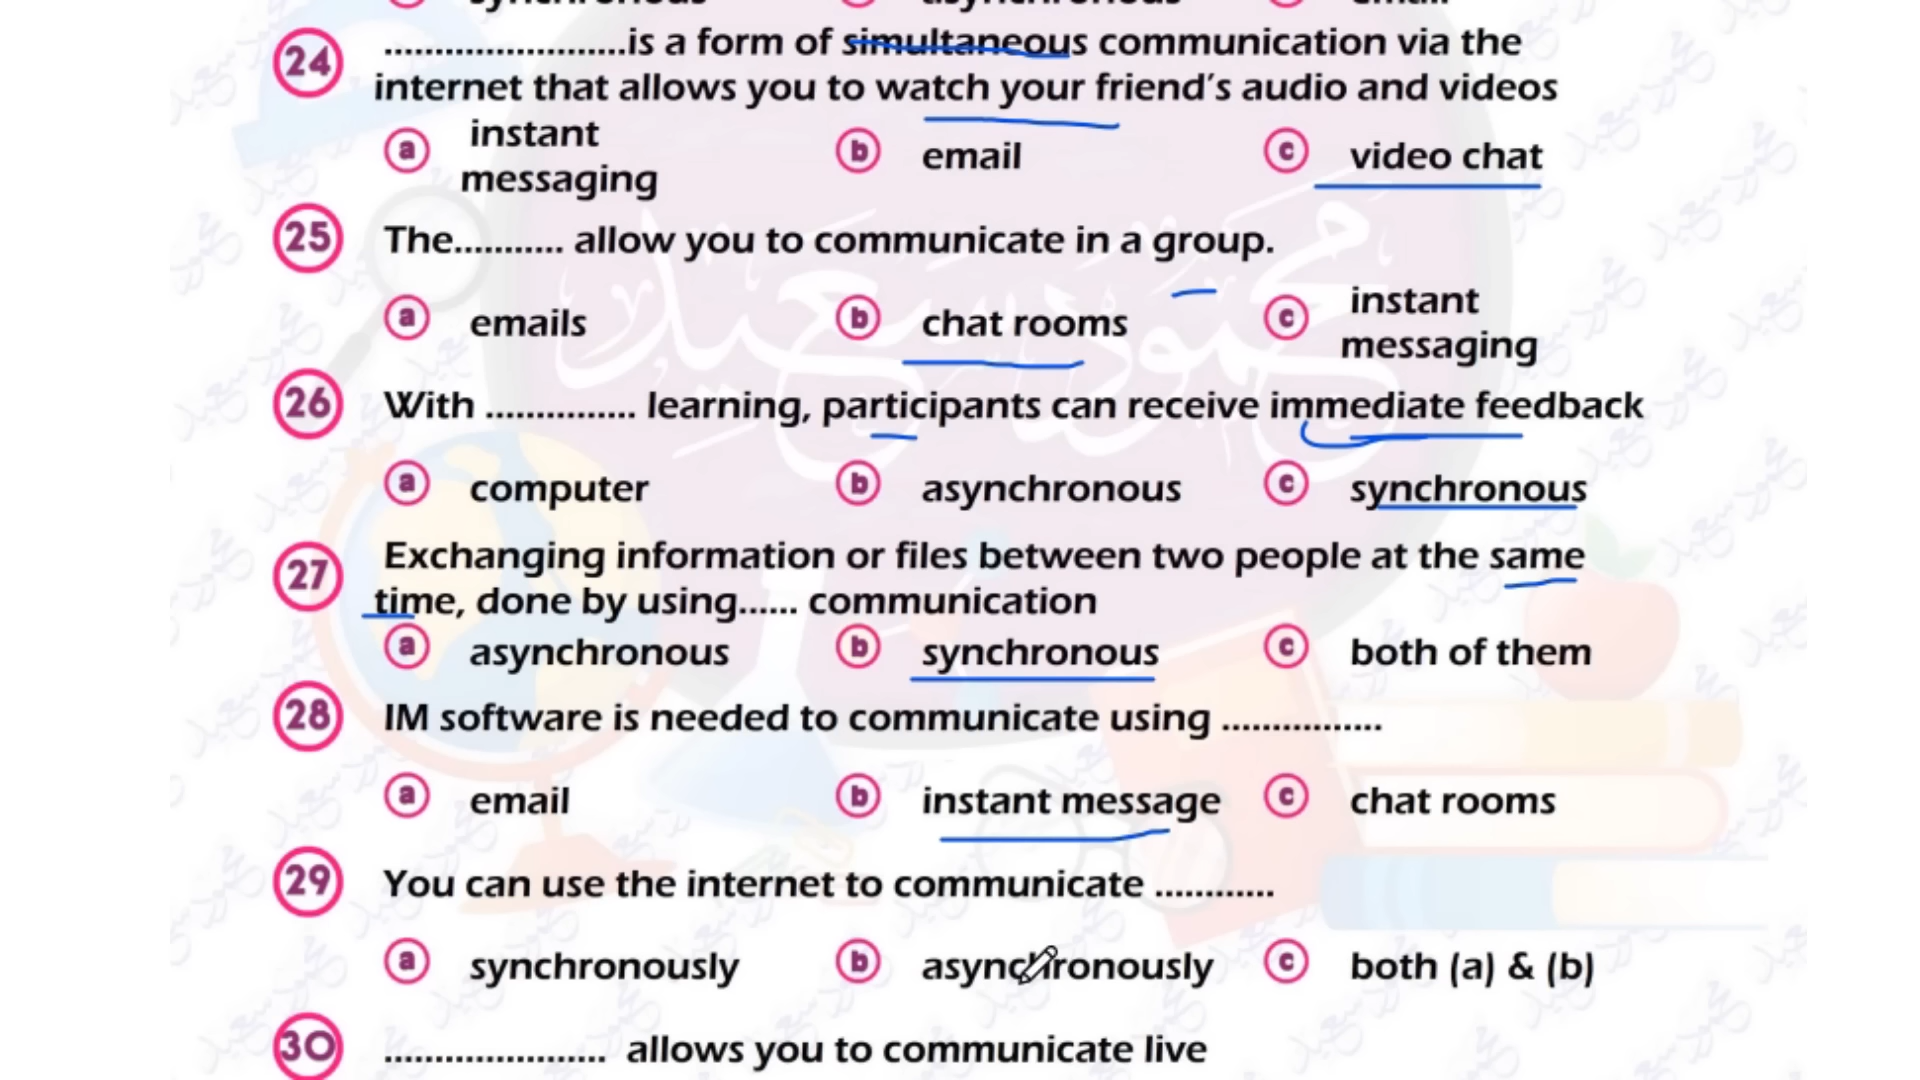 24 ........................is a form of simultaneous communication via the
internet that allows you to watch your friend's audio and videos
a instant messaging b email c video chat
25 The........... allow you to communicate in a group.
a emails b chat rooms c instant messaging
26 With ............... learning, participants can receive immediate feedback
a computer b asynchronous c synchronous
27 Exchanging information or files between two people at the same
time, done by using...... communication
a asynchronous b synchronous c both of them
28 IM software is needed to communicate using ................
a email b instant message c chat rooms
29 You can use the internet to communicate ............
a synchronously b asynchronously c both (a) & (b)
30 ...................... allows you to communicate live
محمود سعيد